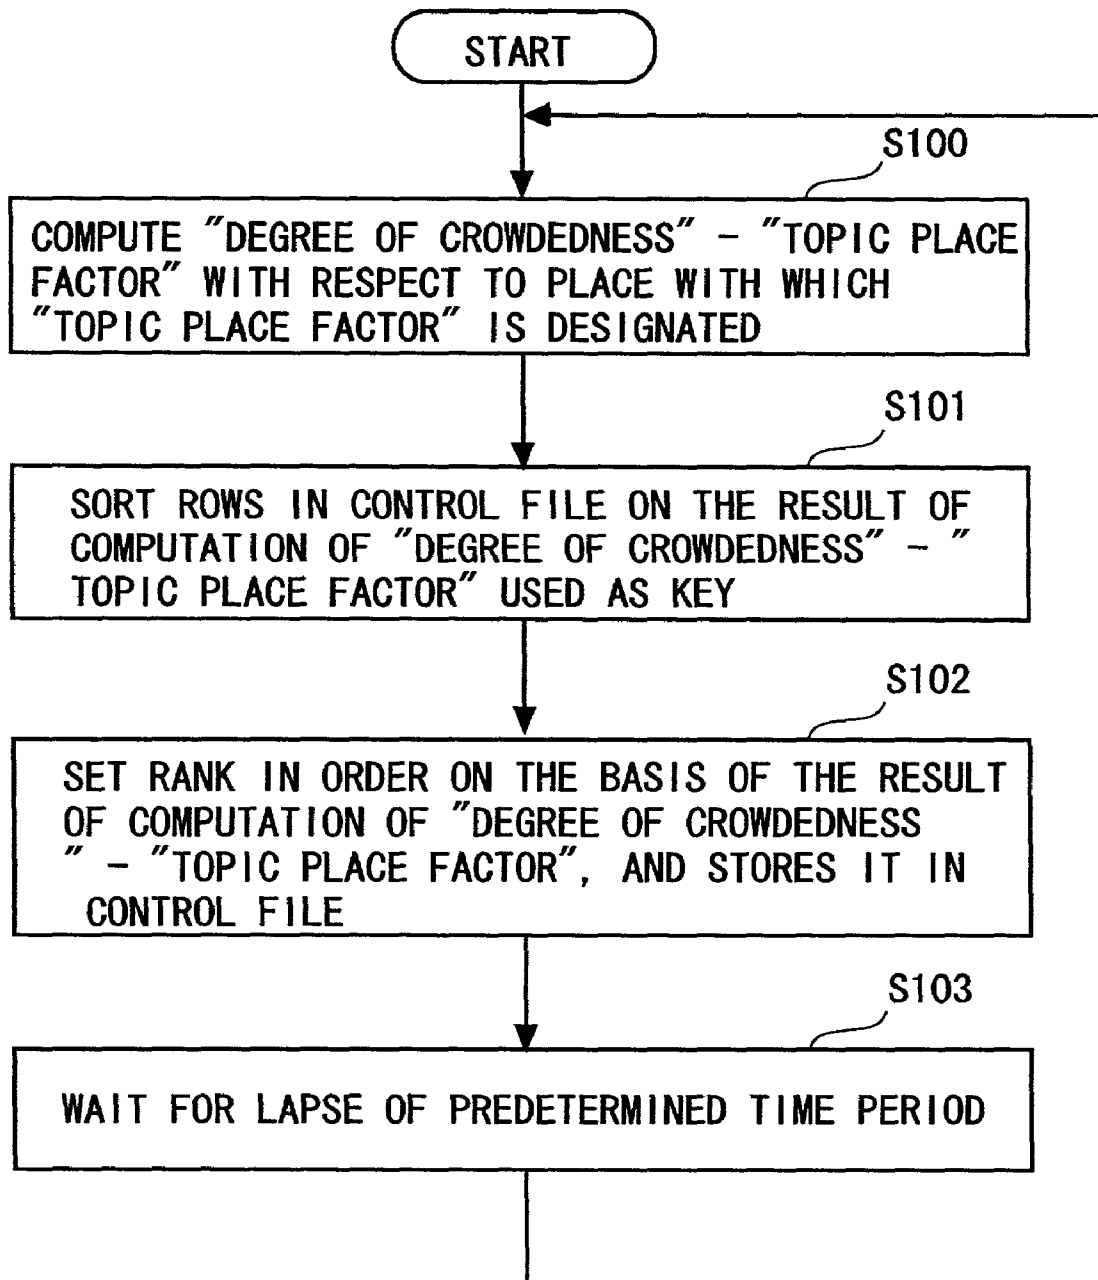 START
S100
COMPUTE "DEGREE OF CROWDEDNESS" - "TOPIC PLACE
FACTOR" WITH RESPECT TO PLACE WITH WHICH
"TOPIC PLACE FACTOR" IS DESIGNATED
S101
SORT ROWS IN CONTROL FILE ON THE RESULT OF
COMPUTATION OF "DEGREE OF CROWDEDNESS" - "
TOPIC PLACE FACTOR" USED AS KEY
S102
SET RANK IN ORDER ON THE BASIS OF THE RESULT
OF COMPUTATION OF "DEGREE OF CROWDEDNESS
" - "TOPIC PLACE FACTOR", AND STORES IT IN
CONTROL FILE
S103
WAIT FOR LAPSE OF PREDETERMINED TIME PERIOD